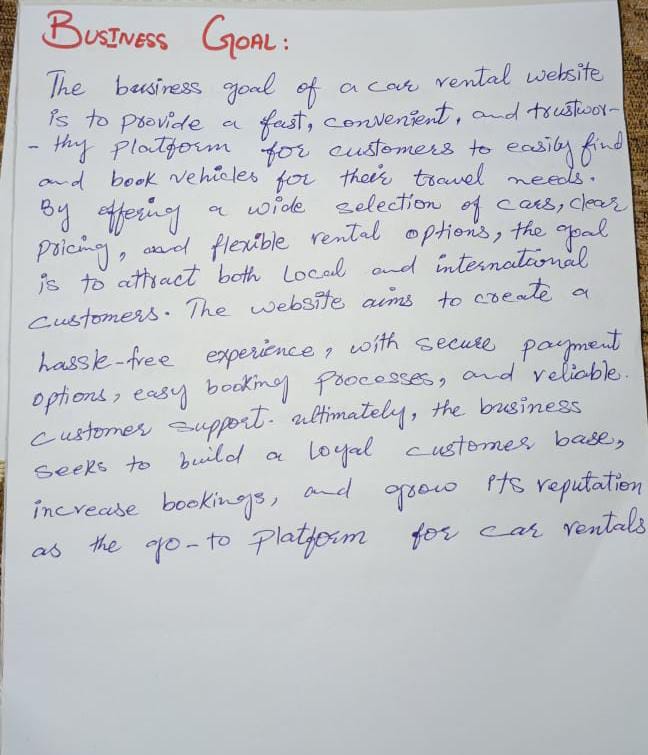 BUSINESS GOAL:
The business goal of a car rental website
is to provide a fast, convenient, and trustwor-
- thy platform for customers to easily find
and book vehicles for their travel needs.
By offering a wide selection of cars, clear
pricing, and flexible rental options, the goal
is to attract both local and international
customers. The website aims to create a
hassle-free experience, with secure payment
options, easy booking processes, and reliable.
customer support. ultimately, the business
seeks to build a loyal customer base,
increase bookings, and grow its reputation
as the go-to platform for car rentals